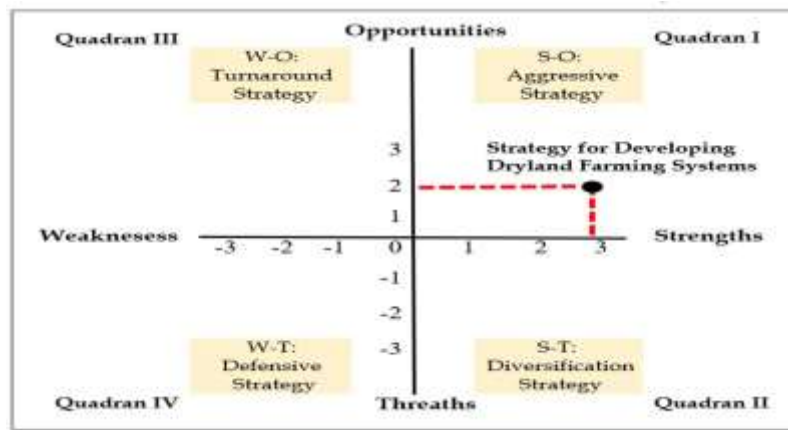 Quadran III
Opportunities
Quadran I
W-O:
Turnaround
Strategy
S-O:
Aggressive
Strategy
3
Strategy for Developing
Dryland Farming Systems
2
1
Weaknesess
-3 -2 -1 0 1 2 3
Strengths
-1
-2
-3
W-T:
Defensive
Strategy
S-T:
Diversification
Strategy
Quadran IV
Threaths
Quadran II